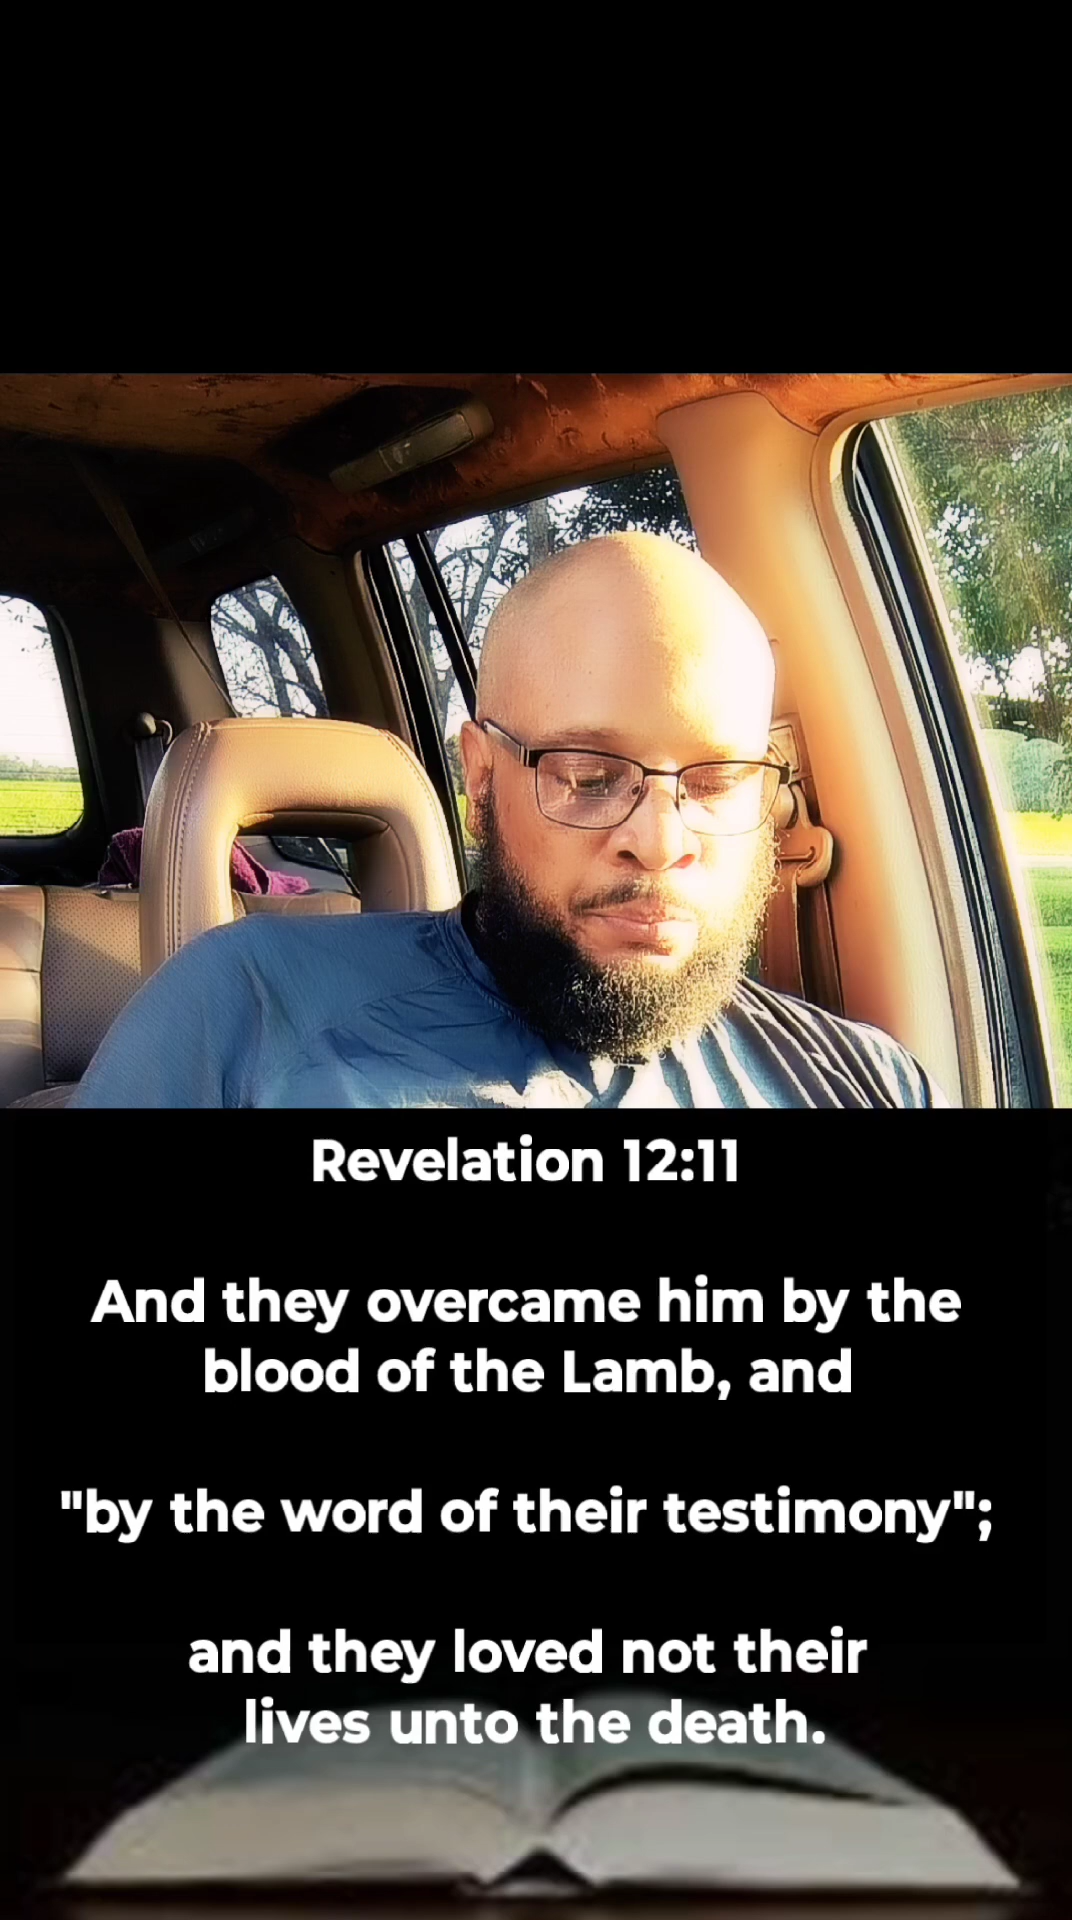 Revelation 12:11
And they overcame him by the
blood of the Lamb, and
"by the word of their testimony";
and they loved not their
lives unto the death.